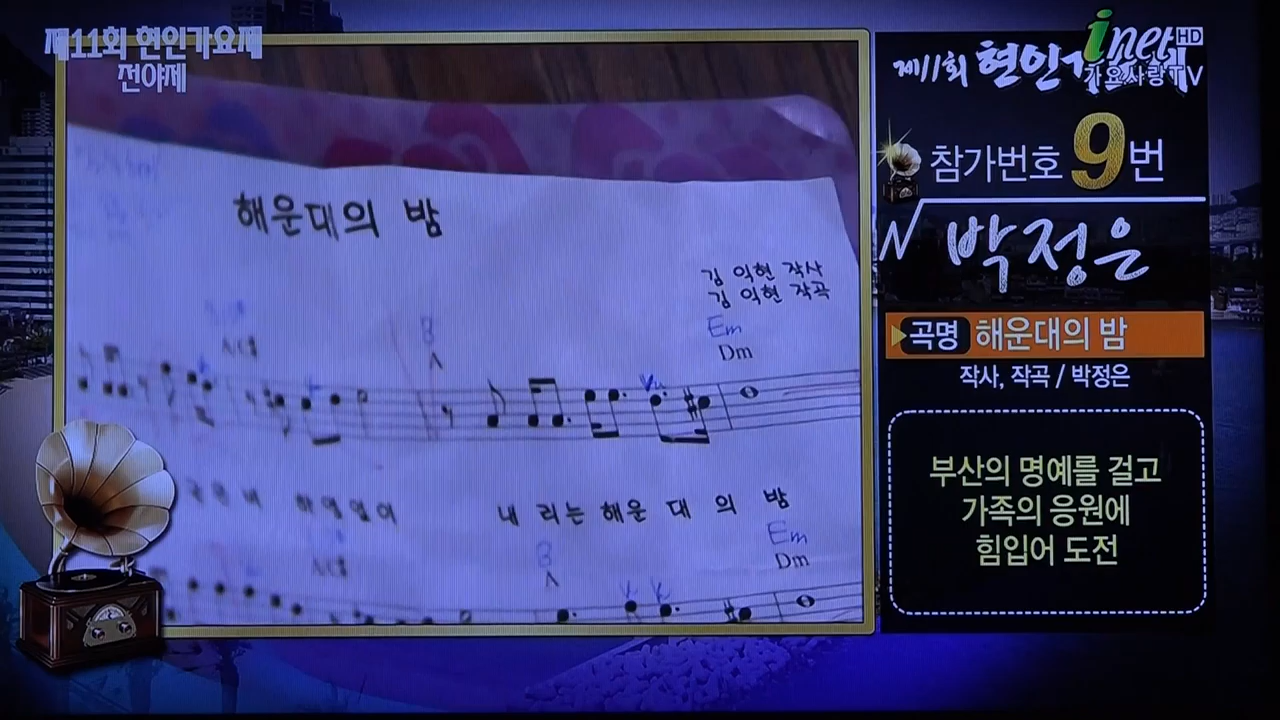 제11회 현인가요제
전야제
해운대의 밤
김 익현 작사
김 익현 작곡
Em
Dm
B
A
내 리는 해운 대 의 밤
Em
Dm
B
A
inet HD
가요사랑TV
제11회 현인
참가번호 9번
박정은
곡명 해운대의 밤
작사, 작곡 / 박정은
부산의 명예를 걸고
가족의 응원에
힘입어 도전